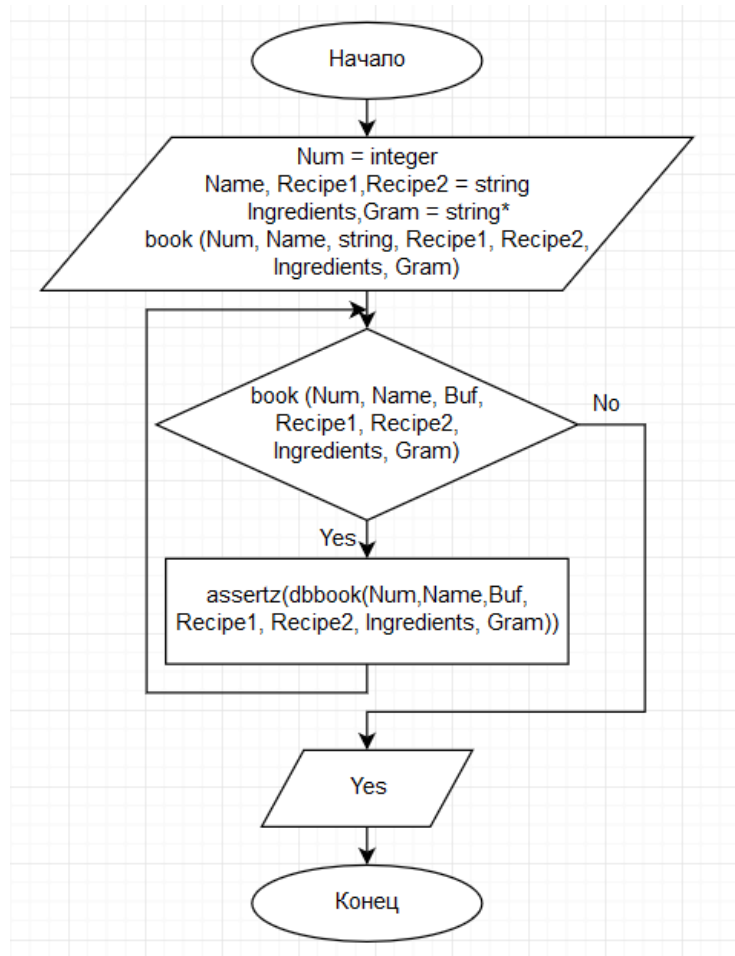 Начало
Num = integer
Name, Recipe1,Recipe2 = string
Ingredients,Gram = string*
book (Num, Name, string, Recipe1, Recipe2,
Ingredients, Gram)
book (Num, Name, Buf,
Recipe1, Recipe2,
Ingredients, Gram)
No
Yes
assertz(dbbook(Num,Name,Buf,
Recipe1, Recipe2, Ingredients, Gram))
Yes
Конец